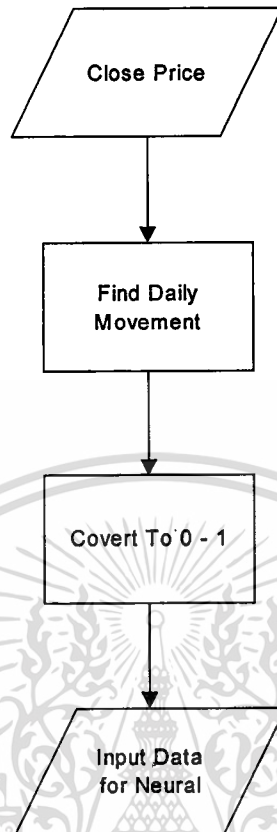 Close Price
Find Daily
Movement
Covert To 0 - 1
Input Data
for Neural